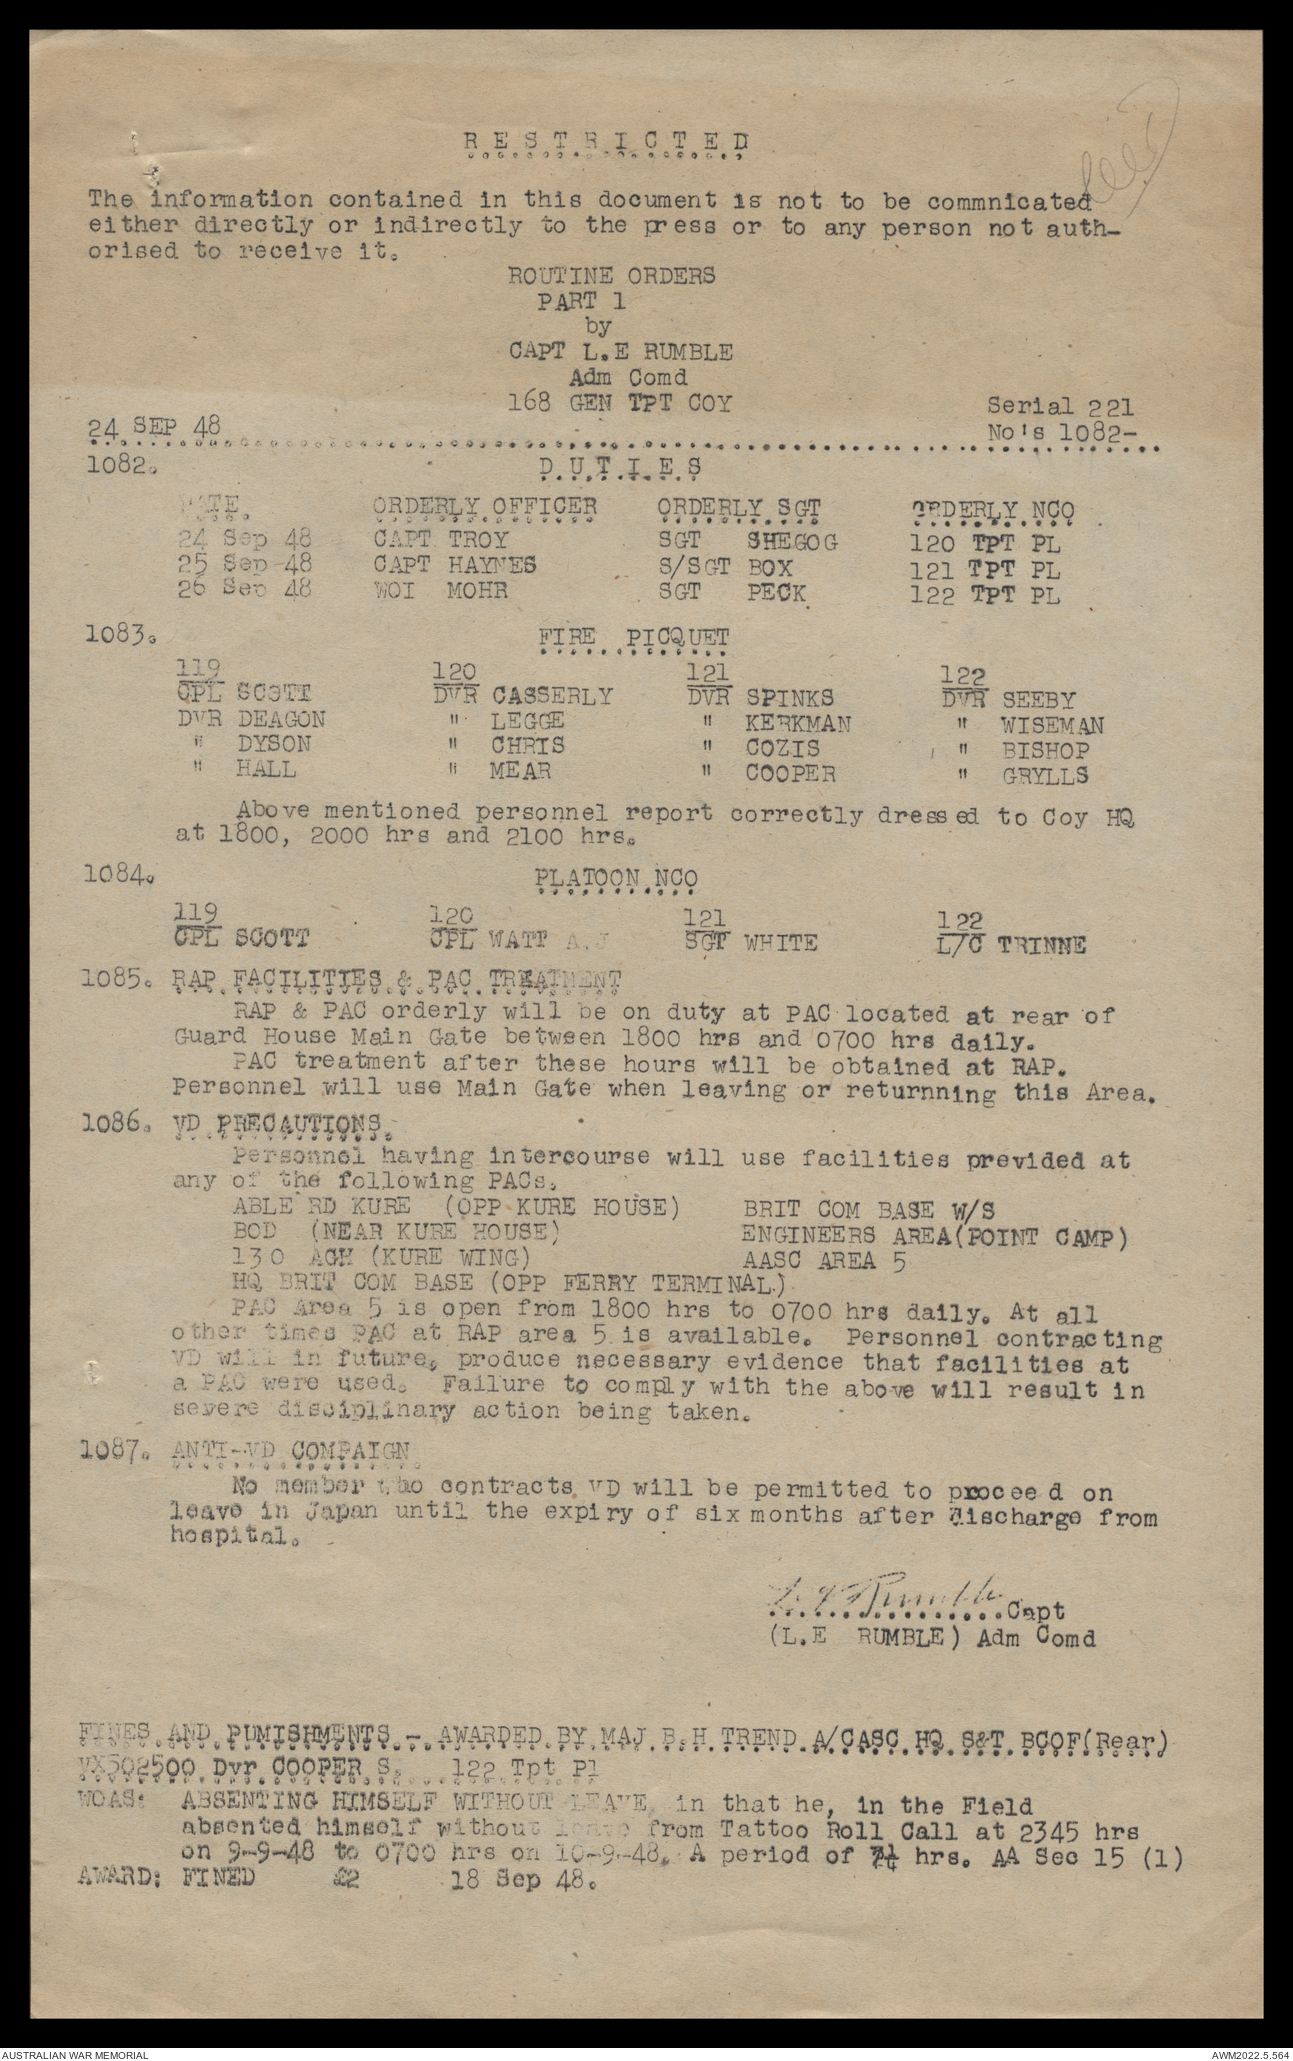 R E S T R I C T E D
The information contained in this document is not to be commnicated
either directly or indirectly to the press or to any person not auth-
orised to receive it.
ROUTINE ORDERS
PART 1
by
CAPT L.E RUMBLE
Adm Comd
168 GEN TPT COY
Serial 221
24 SEP 48 No's 1082-
1082. D U T I E S
DATE. ORDERLY OFFICER ORDERLY SGT ORDERLY NCO
24 Sep 48 CAPT TROY SGT SHEGOG 120 TPT PL
25 Sep 48 CAPT HAYNES S/SGT BOX 121 TPT PL
26 Sep 48 WOI MOHR SGT PECK 122 TPT PL
1083. FIRE PICQUET
119 120 121 122
CPL SCOTT DVR CASSERLY DVR SPINKS DVR SEEBY
DVR DEAGON " LEGGE " KERKMAN " WISEMAN
" DYSON " CHRIS " COZIS " BISHOP
" HALL " MEAR " COOPER " GRYLLS
Above mentioned personnel report correctly dressed to Coy HQ
at 1800, 2000 hrs and 2100 hrs.
1084. PLATOON NCO
119 120 121 122
CPL SCOTT CPL WATT A.J SGT WHITE L/C TRINNE
1085. RAP FACILITIES & PAC TREATMENT
RAP & PAC orderly will be on duty at PAC located at rear of
Guard House Main Gate between 1800 hrs and 0700 hrs daily.
PAC treatment after these hours will be obtained at RAP.
Personnel will use Main Gate when leaving or returnning this Area.
1086. VD PRECAUTIONS.
Personnel having intercourse will use facilities previded at
any of the following PACs.
ABLE RD KURE (OPP KURE HOUSE) BRIT COM BASE W/S
BOD (NEAR KURE HOUSE) ENGINEERS AREA(POINT CAMP)
130 AGH (KURE WING) AASC AREA 5
HQ BRIT COM BASE (OPP FERRY TERMINAL)
PAC Area 5 is open from 1800 hrs to 0700 hrs daily. At all
other times PAC at RAP area 5 is available. Personnel contracting
VD will in future, produce necessary evidence that facilities at
a PAC were used. Failure to comply with the above will result in
severe disciplinary action being taken.
1087. ANTI-VD COMPAIGN
No member who contracts VD will be permitted to proceed on
leave in Japan until the expiry of six months after discharge from
hospital.
L. E Rumble
................Capt
(L.E RUMBLE) Adm Comd
FINES AND PUMISHMENTS - AWARDED BY MAJ B.H TREND A/CASC HQ S&T BCOF(Rear)
VX502500 Dvr COOPER S. 122 Tpt Pl
WOAS: ABSENTING HIMSELF WITHOUT LEAVE, in that he, in the Field
absented himself without leave from Tattoo Roll Call at 2345 hrs
on 9-9-48 to 0700 hrs on 10-9-48. A period of 7¼ hrs. AA Sec 15 (1)
AWARD: FINED £2 18 Sep 48.
AUSTRALIAN WAR MEMORIAL AWM2022.5.564